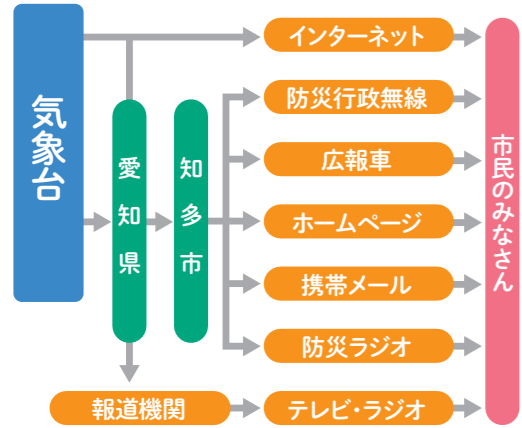 気象台
愛知県
知多市
インターネット
防災行政無線
広報車
ホームページ
携帯メール
防災ラジオ
報道機関
テレビ・ラジオ
市民のみなさん